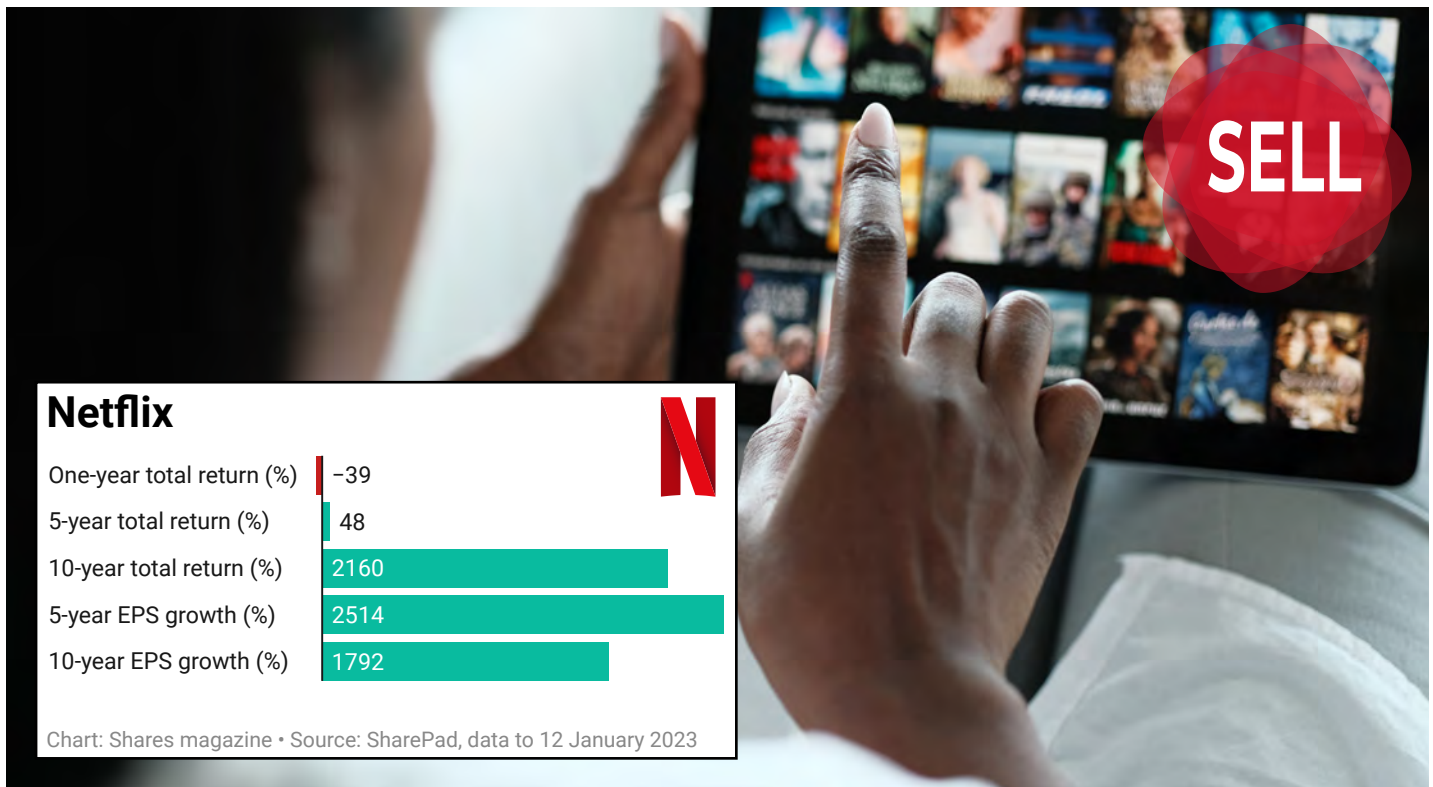 SELL
Netflix
One-year total return (%) −39
5-year total return (%) 48
10-year total return (%) 2160
5-year EPS growth (%) 2514
10-year EPS growth (%) 1792
Chart: Shares magazine • Source: SharePad, data to 12 January 2023